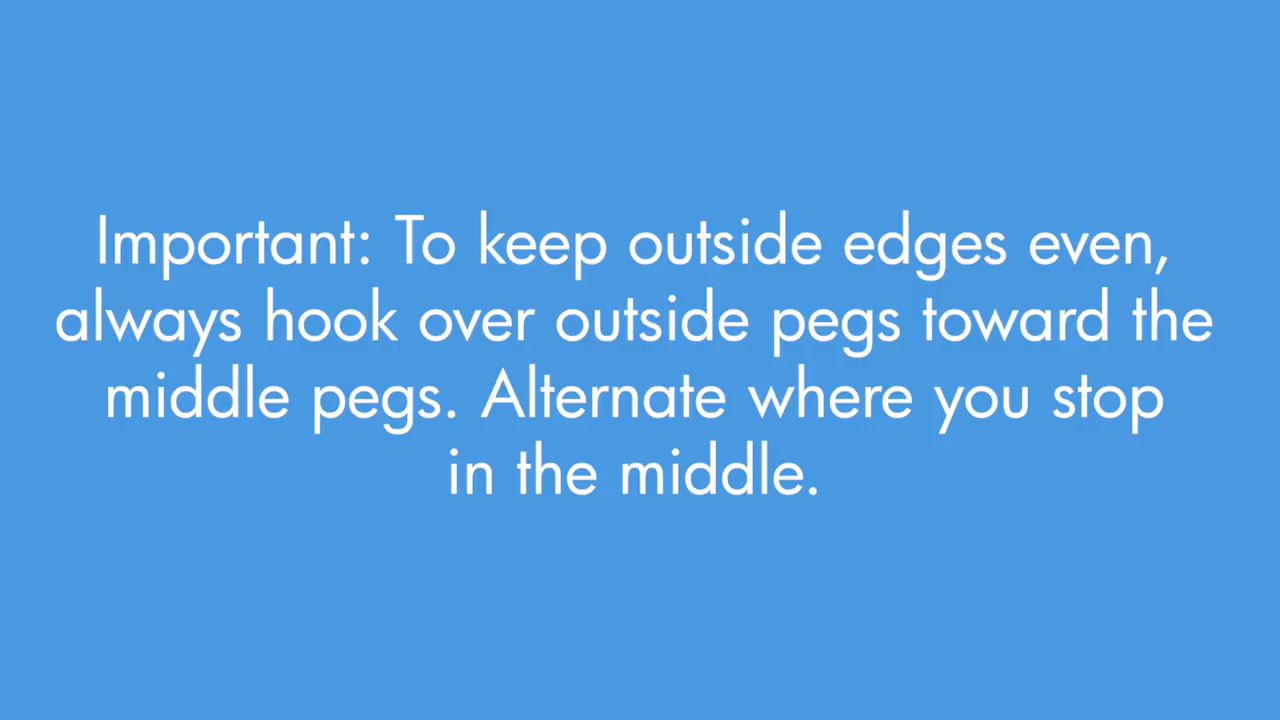 Important: To keep outside edges even,
always hook over outside pegs toward the
middle pegs. Alternate where you stop
in the middle.